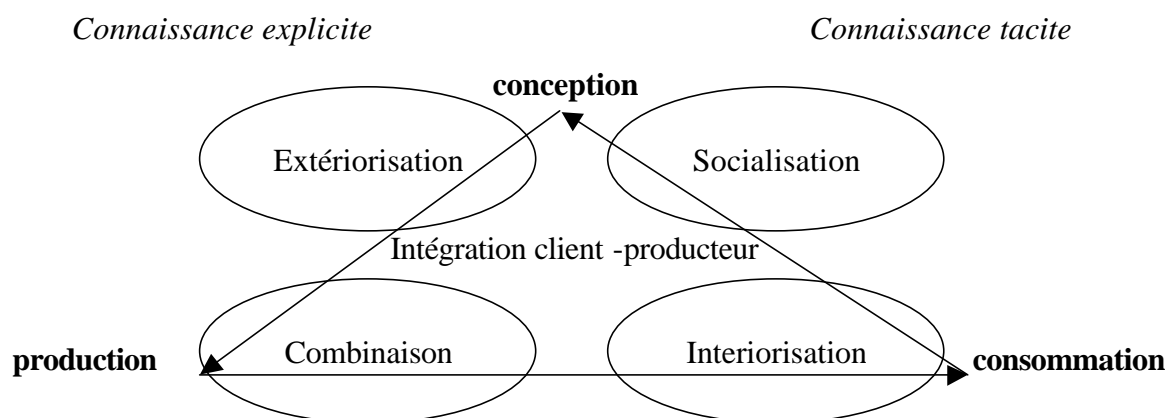 Connaissance explicite Connaissance tacite
conception
Extériorisation Socialisation
Intégration client -producteur
production Combinaison Interiorisation consommation